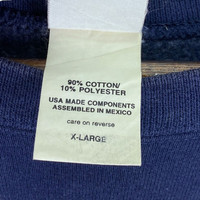 90% COTTON/
10% POLYESTER
USA MADE COMPONENTS
ASSEMBLED IN MEXICO
care on reverse
X-LARGE